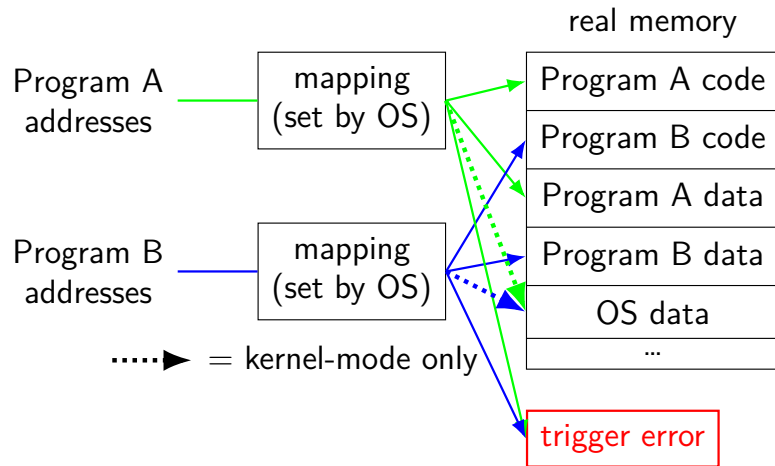 real memory
Program A
addresses
mapping
(set by OS)
Program A code
Program B code
Program A data
Program B
addresses
mapping
(set by OS)
Program B data
OS data
...
= kernel-mode only
trigger error